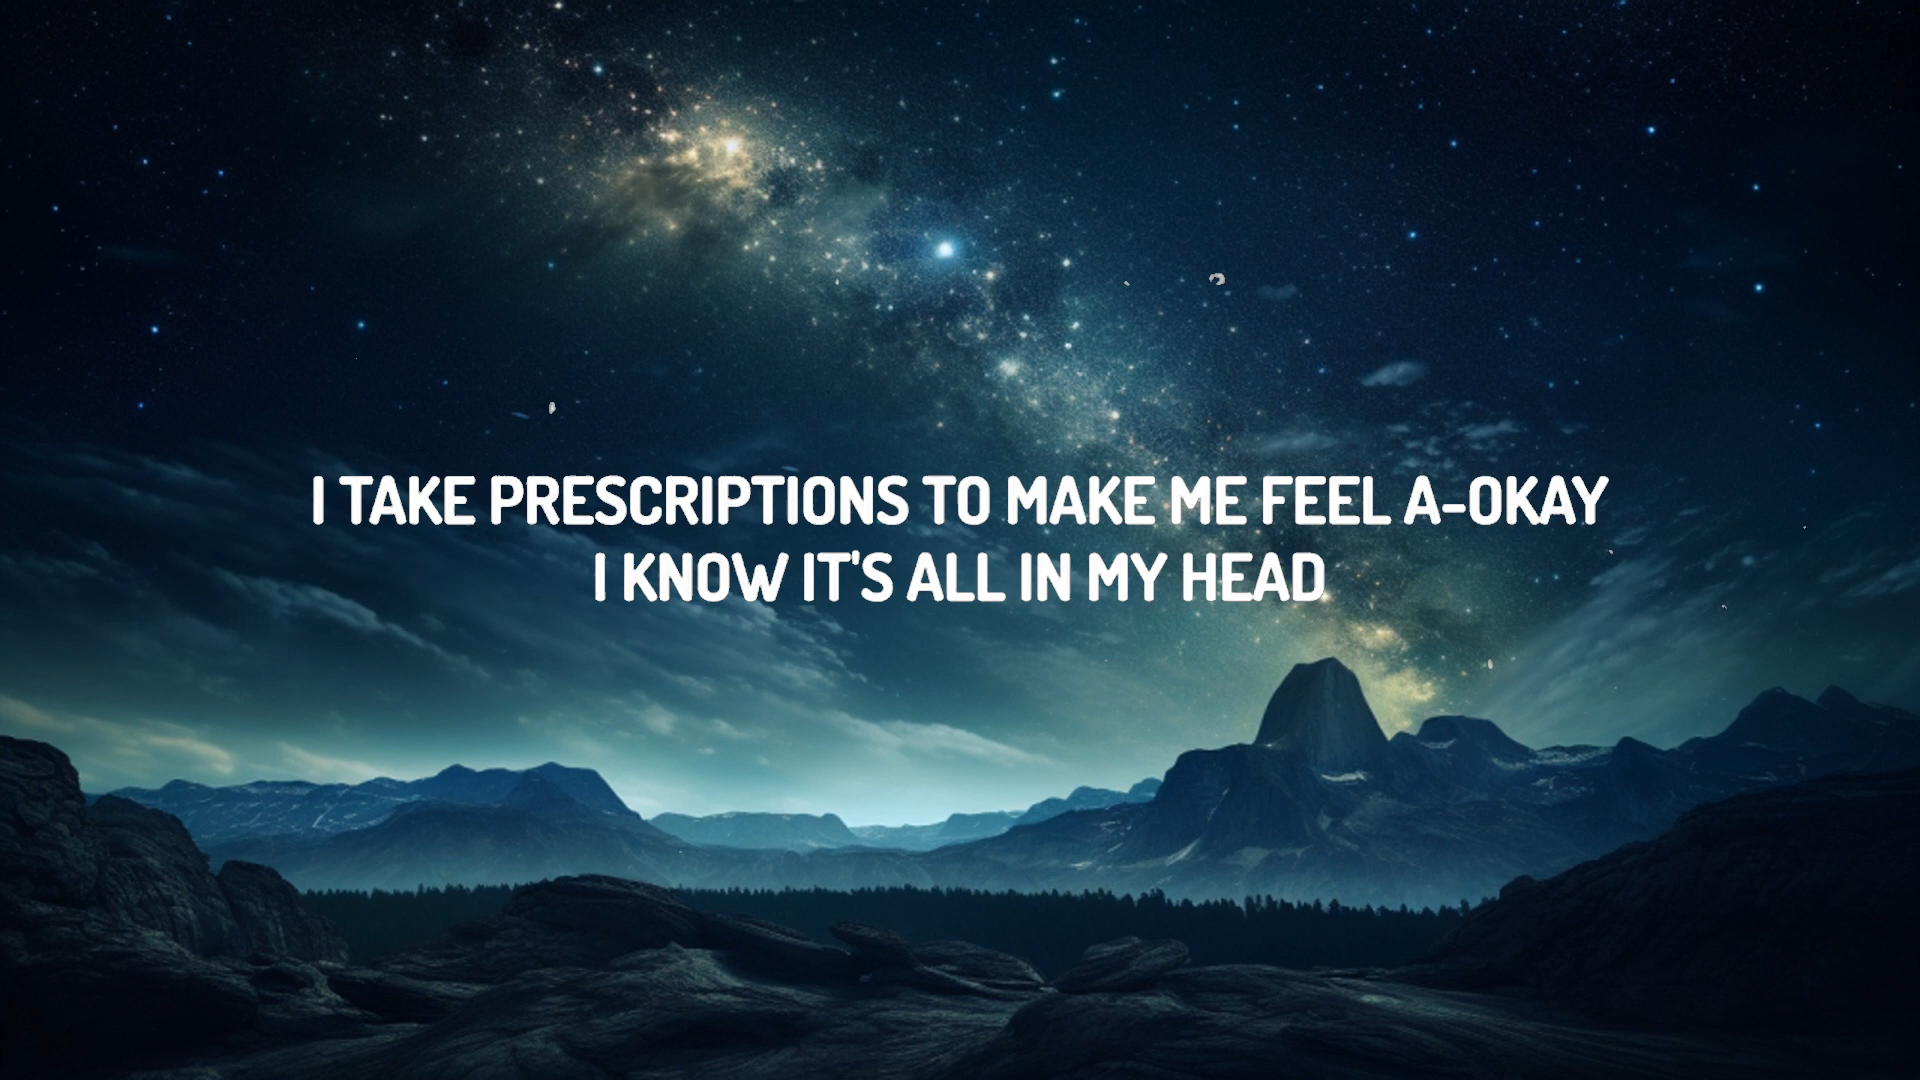 I TAKE PRESCRIPTIONS TO MAKE ME FEEL A-OKAY
I KNOW IT'S ALL IN MY HEAD